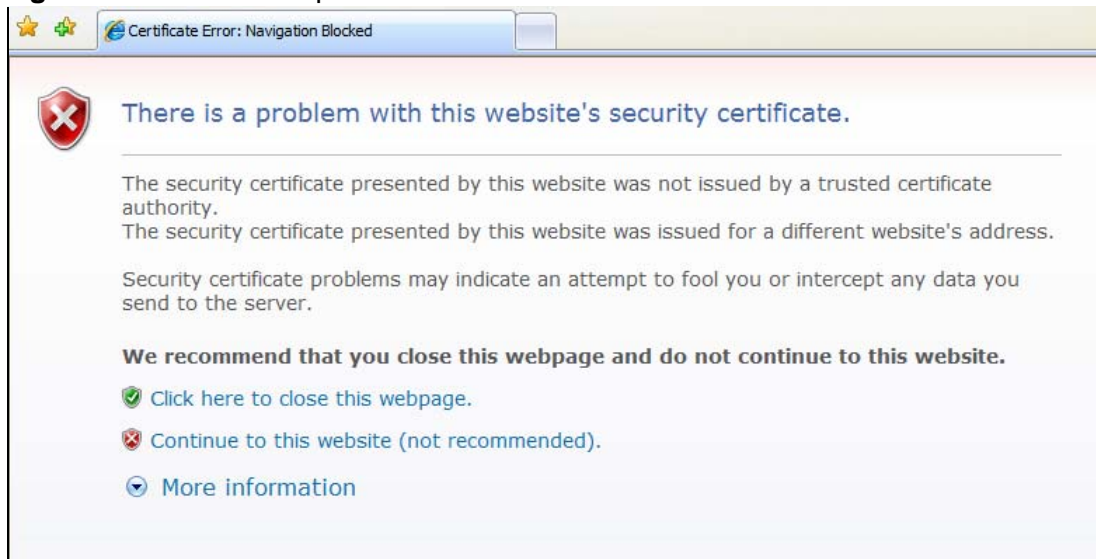 Certificate Error: Navigation Blocked
There is a problem with this website's security certificate.
The security certificate presented by this website was not issued by a trusted certificate
authority.
The security certificate presented by this website was issued for a different website's address.
Security certificate problems may indicate an attempt to fool you or intercept any data you
send to the server.
We recommend that you close this webpage and do not continue to this website.
Click here to close this webpage.
Continue to this website (not recommended).
More information